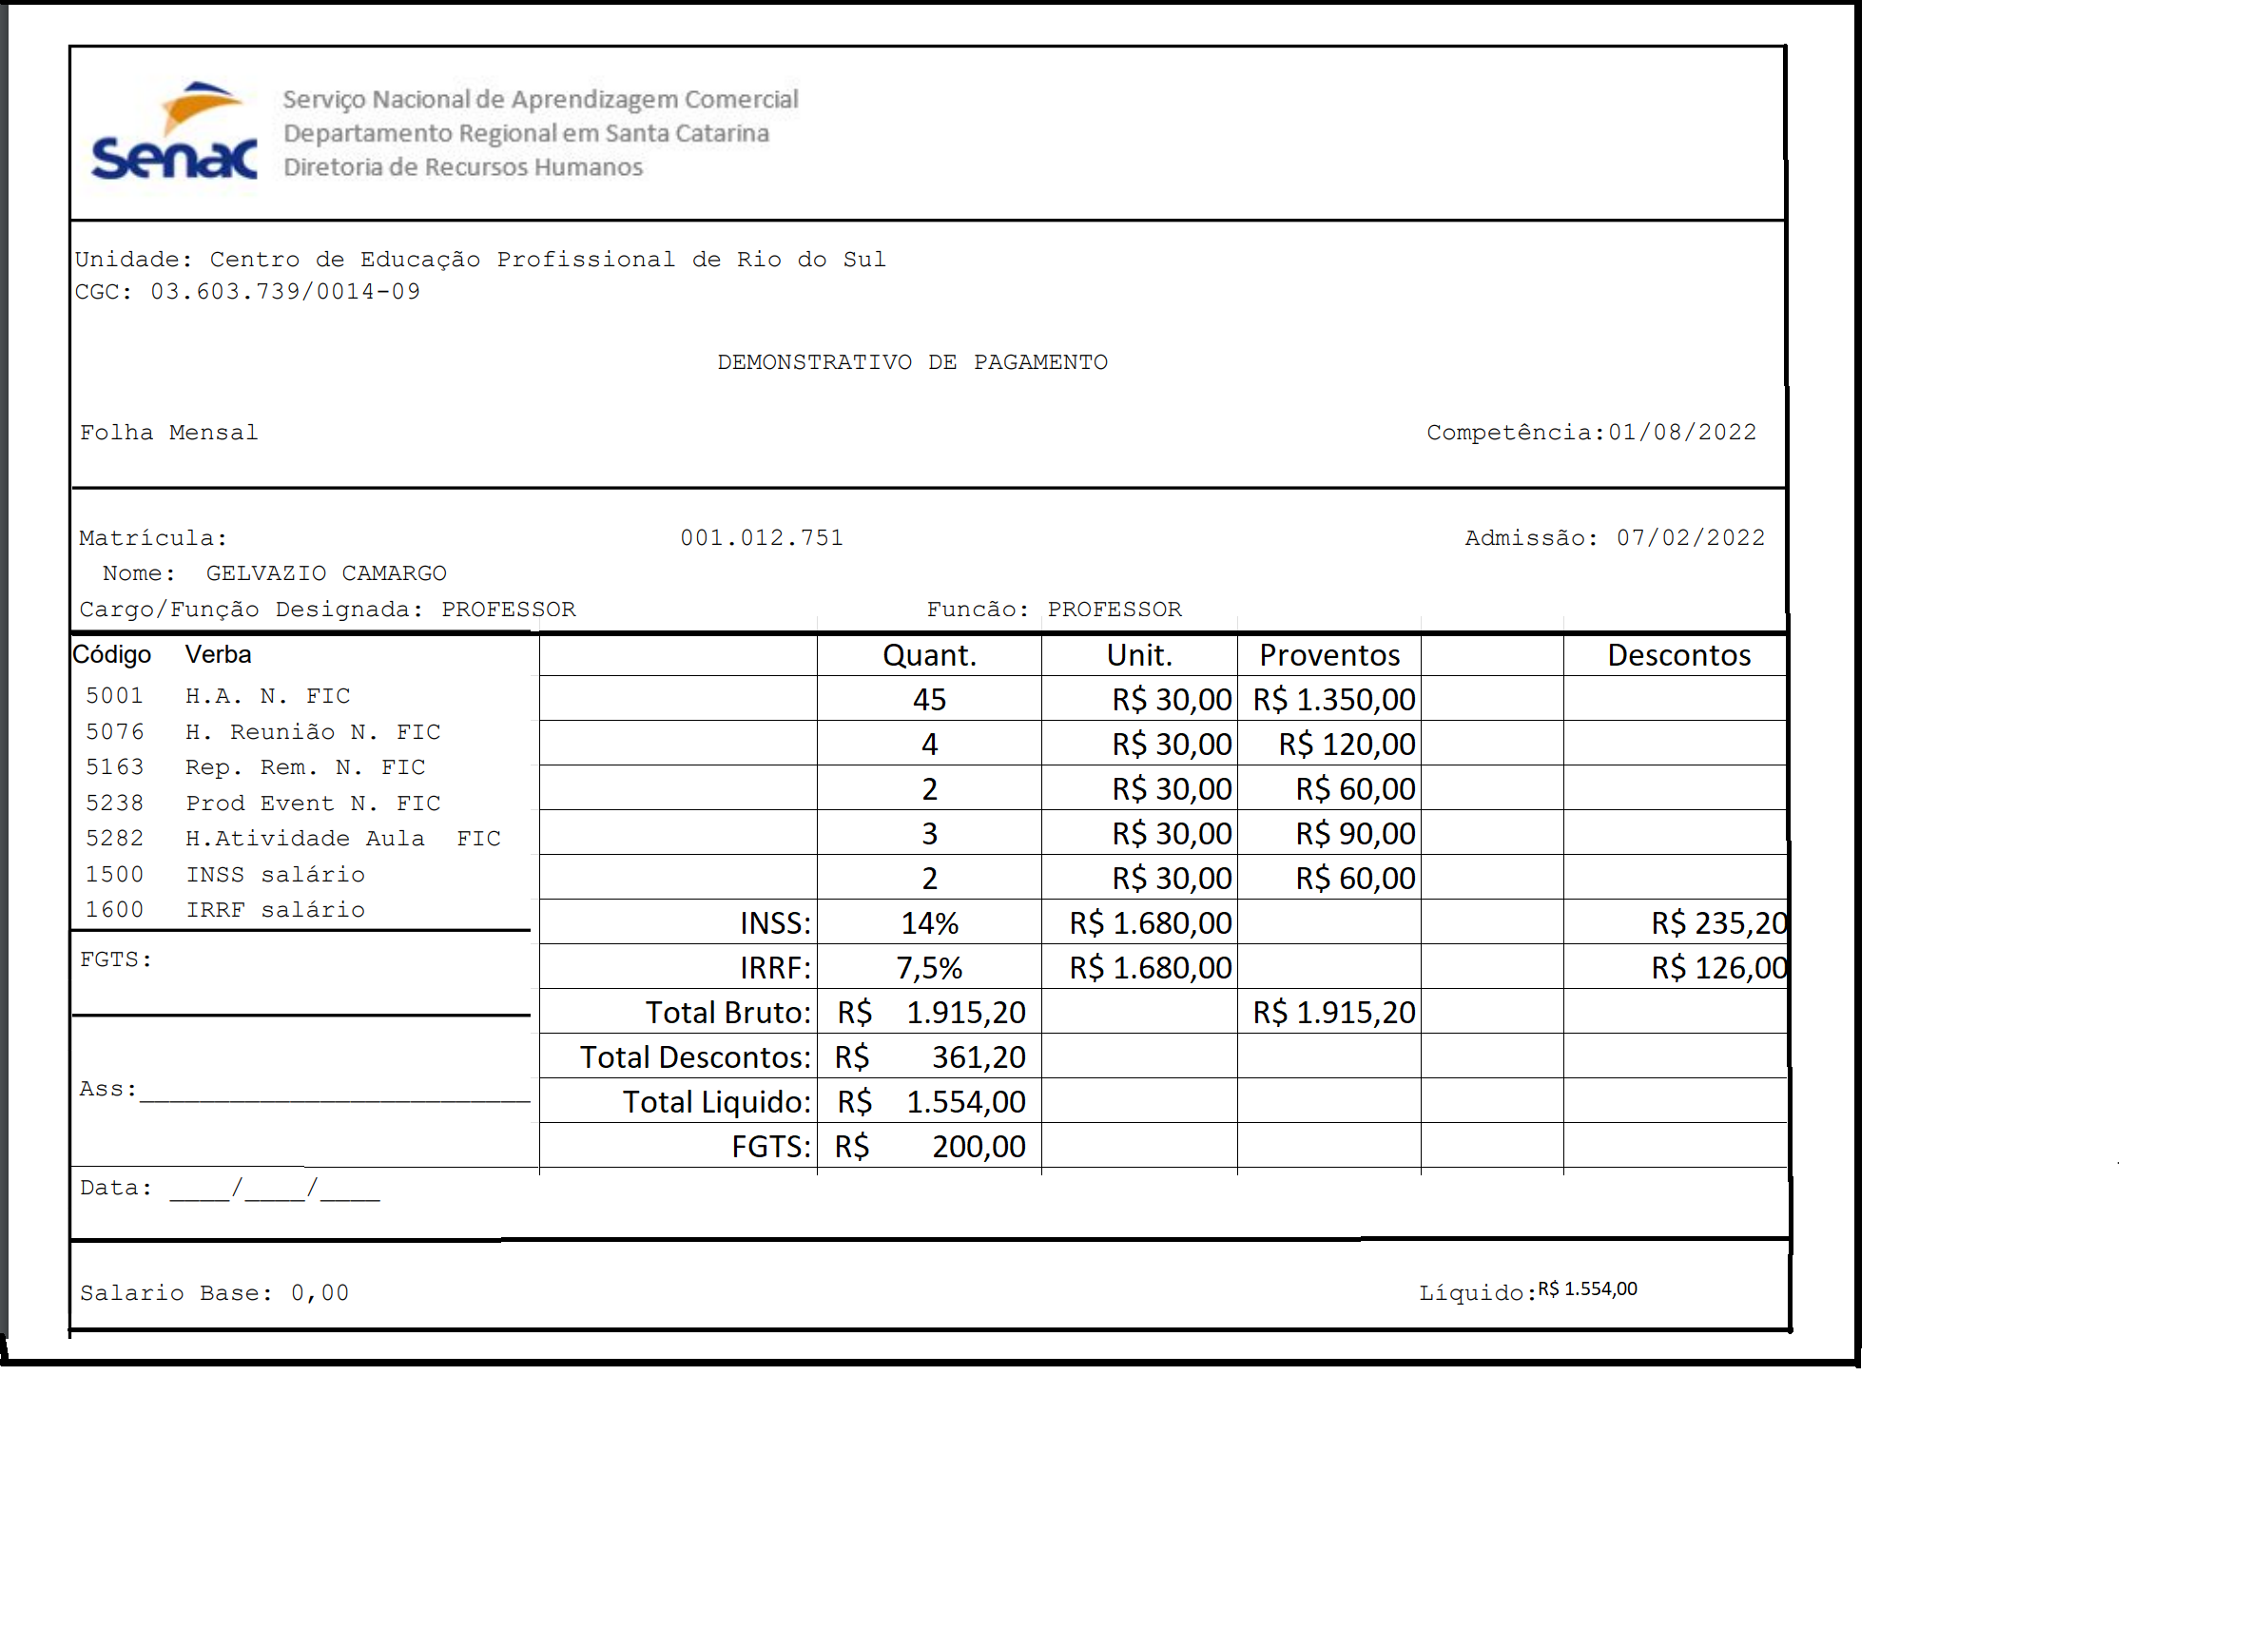 Senac
Serviço Nacional de Aprendizagem Comercial
Departamento Regional em Santa Catarina
Diretoria de Recursos Humanos
Unidade: Centro de Educação Profissional de Rio do Sul
CGC: 03.603.739/0014-09
DEMONSTRATIVO DE PAGAMENTO
Folha Mensal Competência:01/08/2022
Matrícula: 001.012.751 Admissão: 07/02/2022
Nome: GELVAZIO CAMARGO
Cargo/Função Designada: PROFESSOR Funcão: PROFESSOR
Código Verba Quant. Unit. Proventos Descontos
5001 H.A. N. FIC 45 R$ 30,00 R$ 1.350,00
5076 H. Reunião N. FIC 4 R$ 30,00 R$ 120,00
5163 Rep. Rem. N. FIC 2 R$ 30,00 R$ 60,00
5238 Prod Event N. FIC 3 R$ 30,00 R$ 90,00
5282 H.Atividade Aula FIC 2 R$ 30,00 R$ 60,00
1500 INSS salário INSS: 14% R$ 1.680,00 R$ 235,20
1600 IRRF salário IRRF: 7,5% R$ 1.680,00 R$ 126,00
FGTS: Total Bruto: R$ 1.915,20 R$ 1.915,20
Total Descontos: R$ 361,20
Ass:__________________________ Total Liquido: R$ 1.554,00
FGTS: R$ 200,00
Data: ____/____/____
Salario Base: 0,00 Líquido:R$ 1.554,00